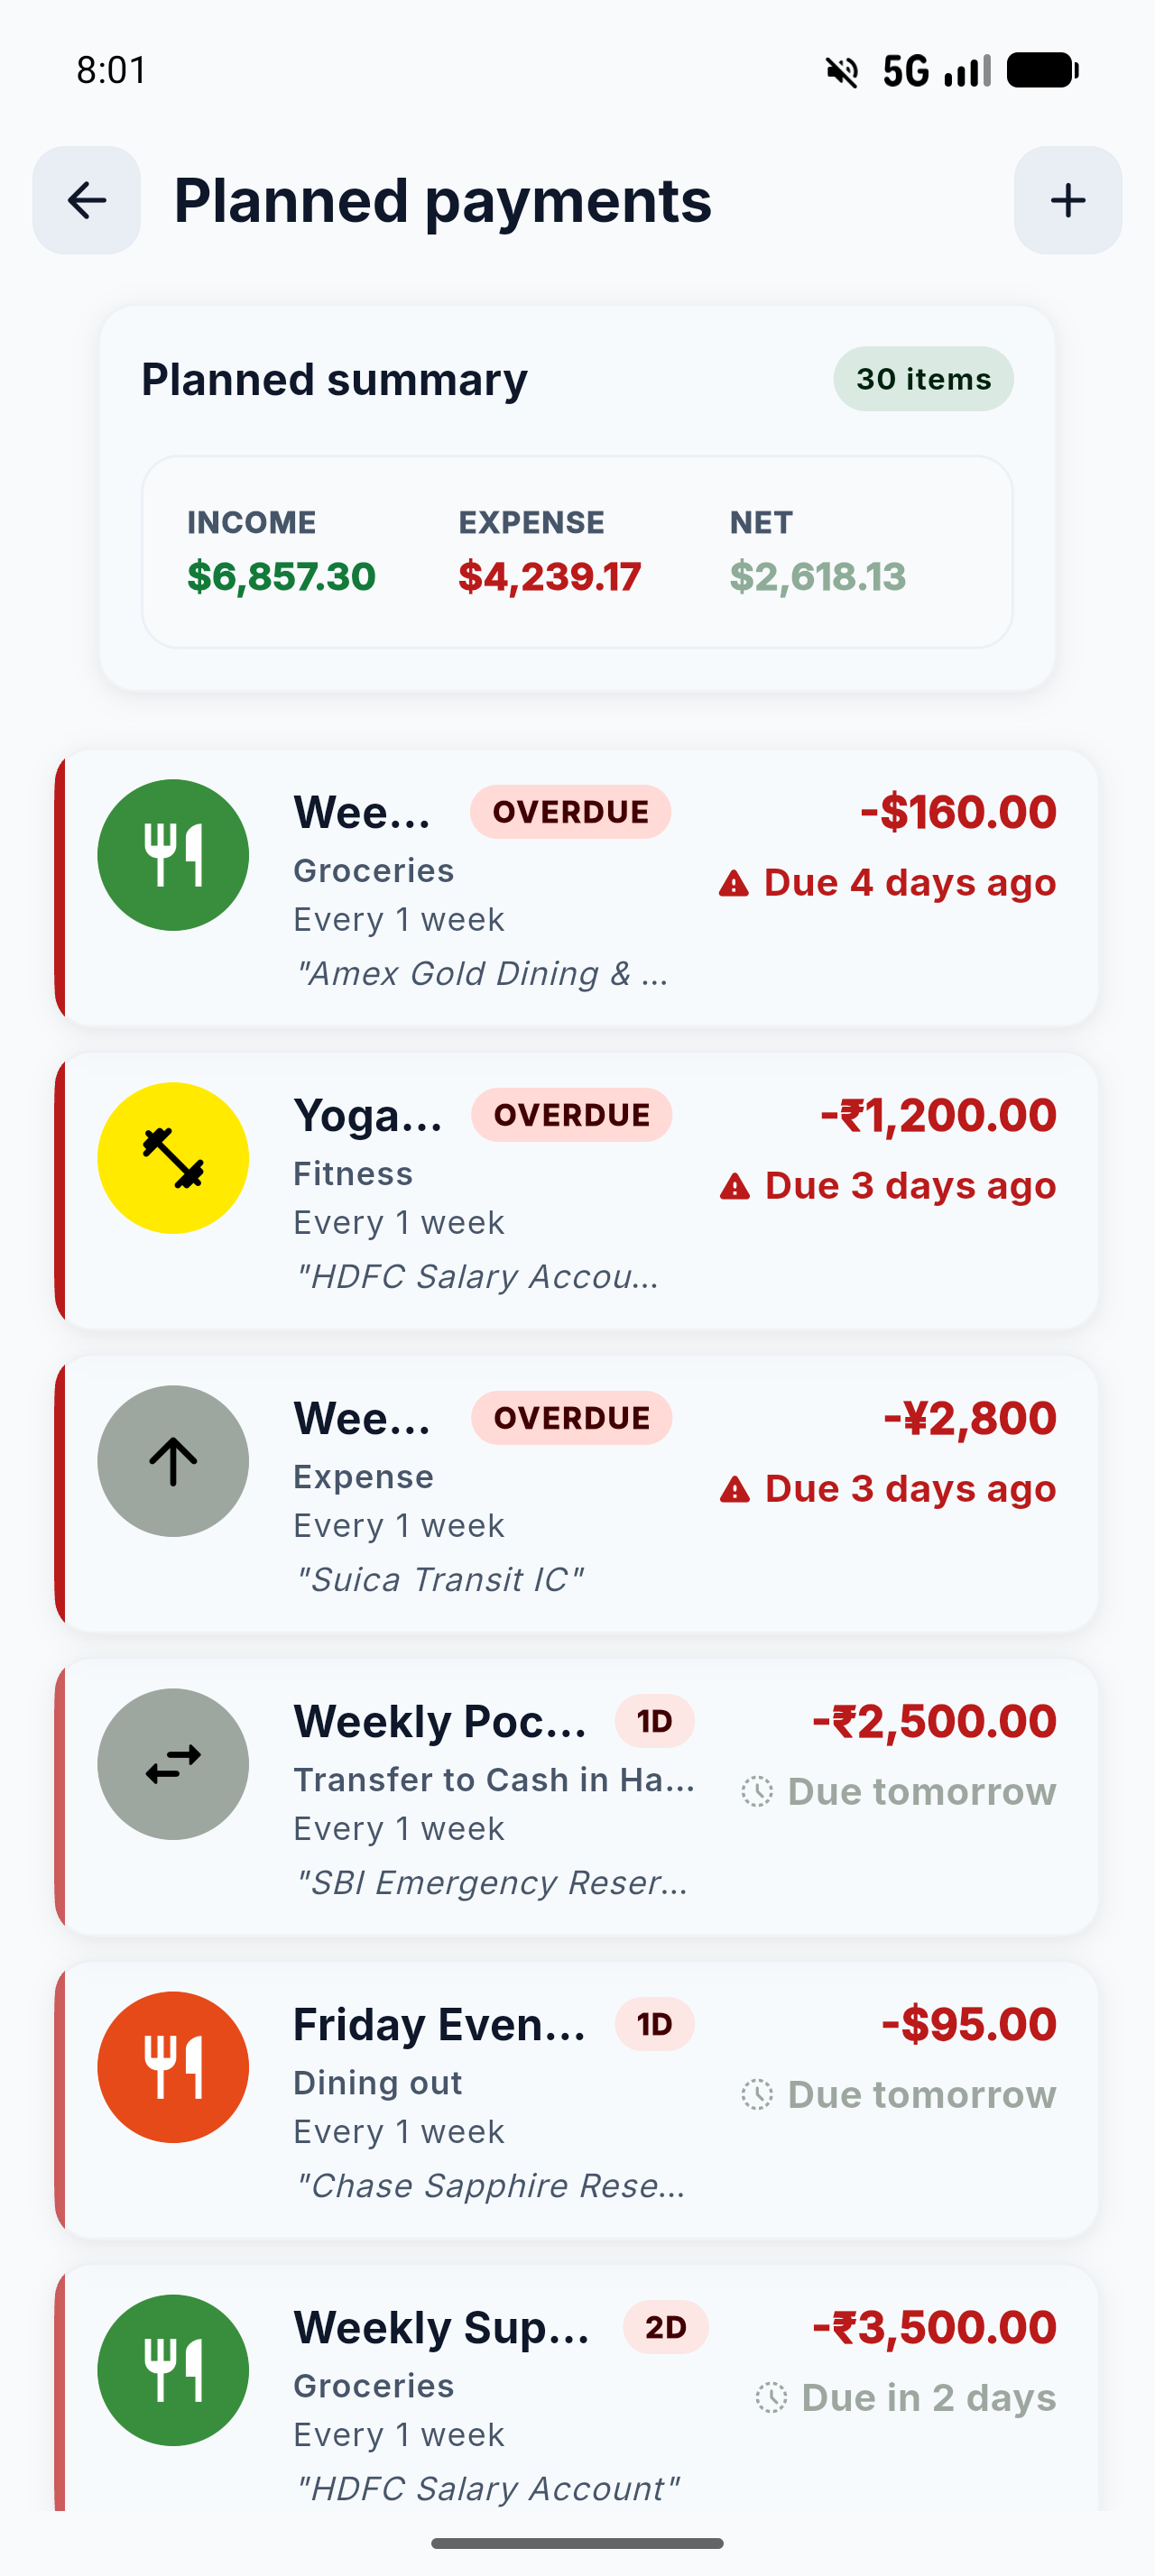 8:01
5G
Planned payments
Planned summary
30 items
INCOME
EXPENSE
NET
$6,857.30
$4,239.17
$2,618.13
Wee...
OVERDUE
-$160.00
Groceries
Due 4 days ago
Every 1 week
"Amex Gold Dining & ...
Yoga...
OVERDUE
-₹1,200.00
Fitness
Due 3 days ago
Every 1 week
"HDFC Salary Accou...
Wee...
OVERDUE
-¥2,800
Expense
Due 3 days ago
Every 1 week
"Suica Transit IC"
Weekly Poc...
1D
-₹2,500.00
Transfer to Cash in Ha...
Due tomorrow
Every 1 week
"SBI Emergency Reser...
Friday Even...
1D
-$95.00
Dining out
Due tomorrow
Every 1 week
"Chase Sapphire Rese...
Weekly Sup...
2D
-₹3,500.00
Groceries
Due in 2 days
Every 1 week
"HDFC Salary Account"